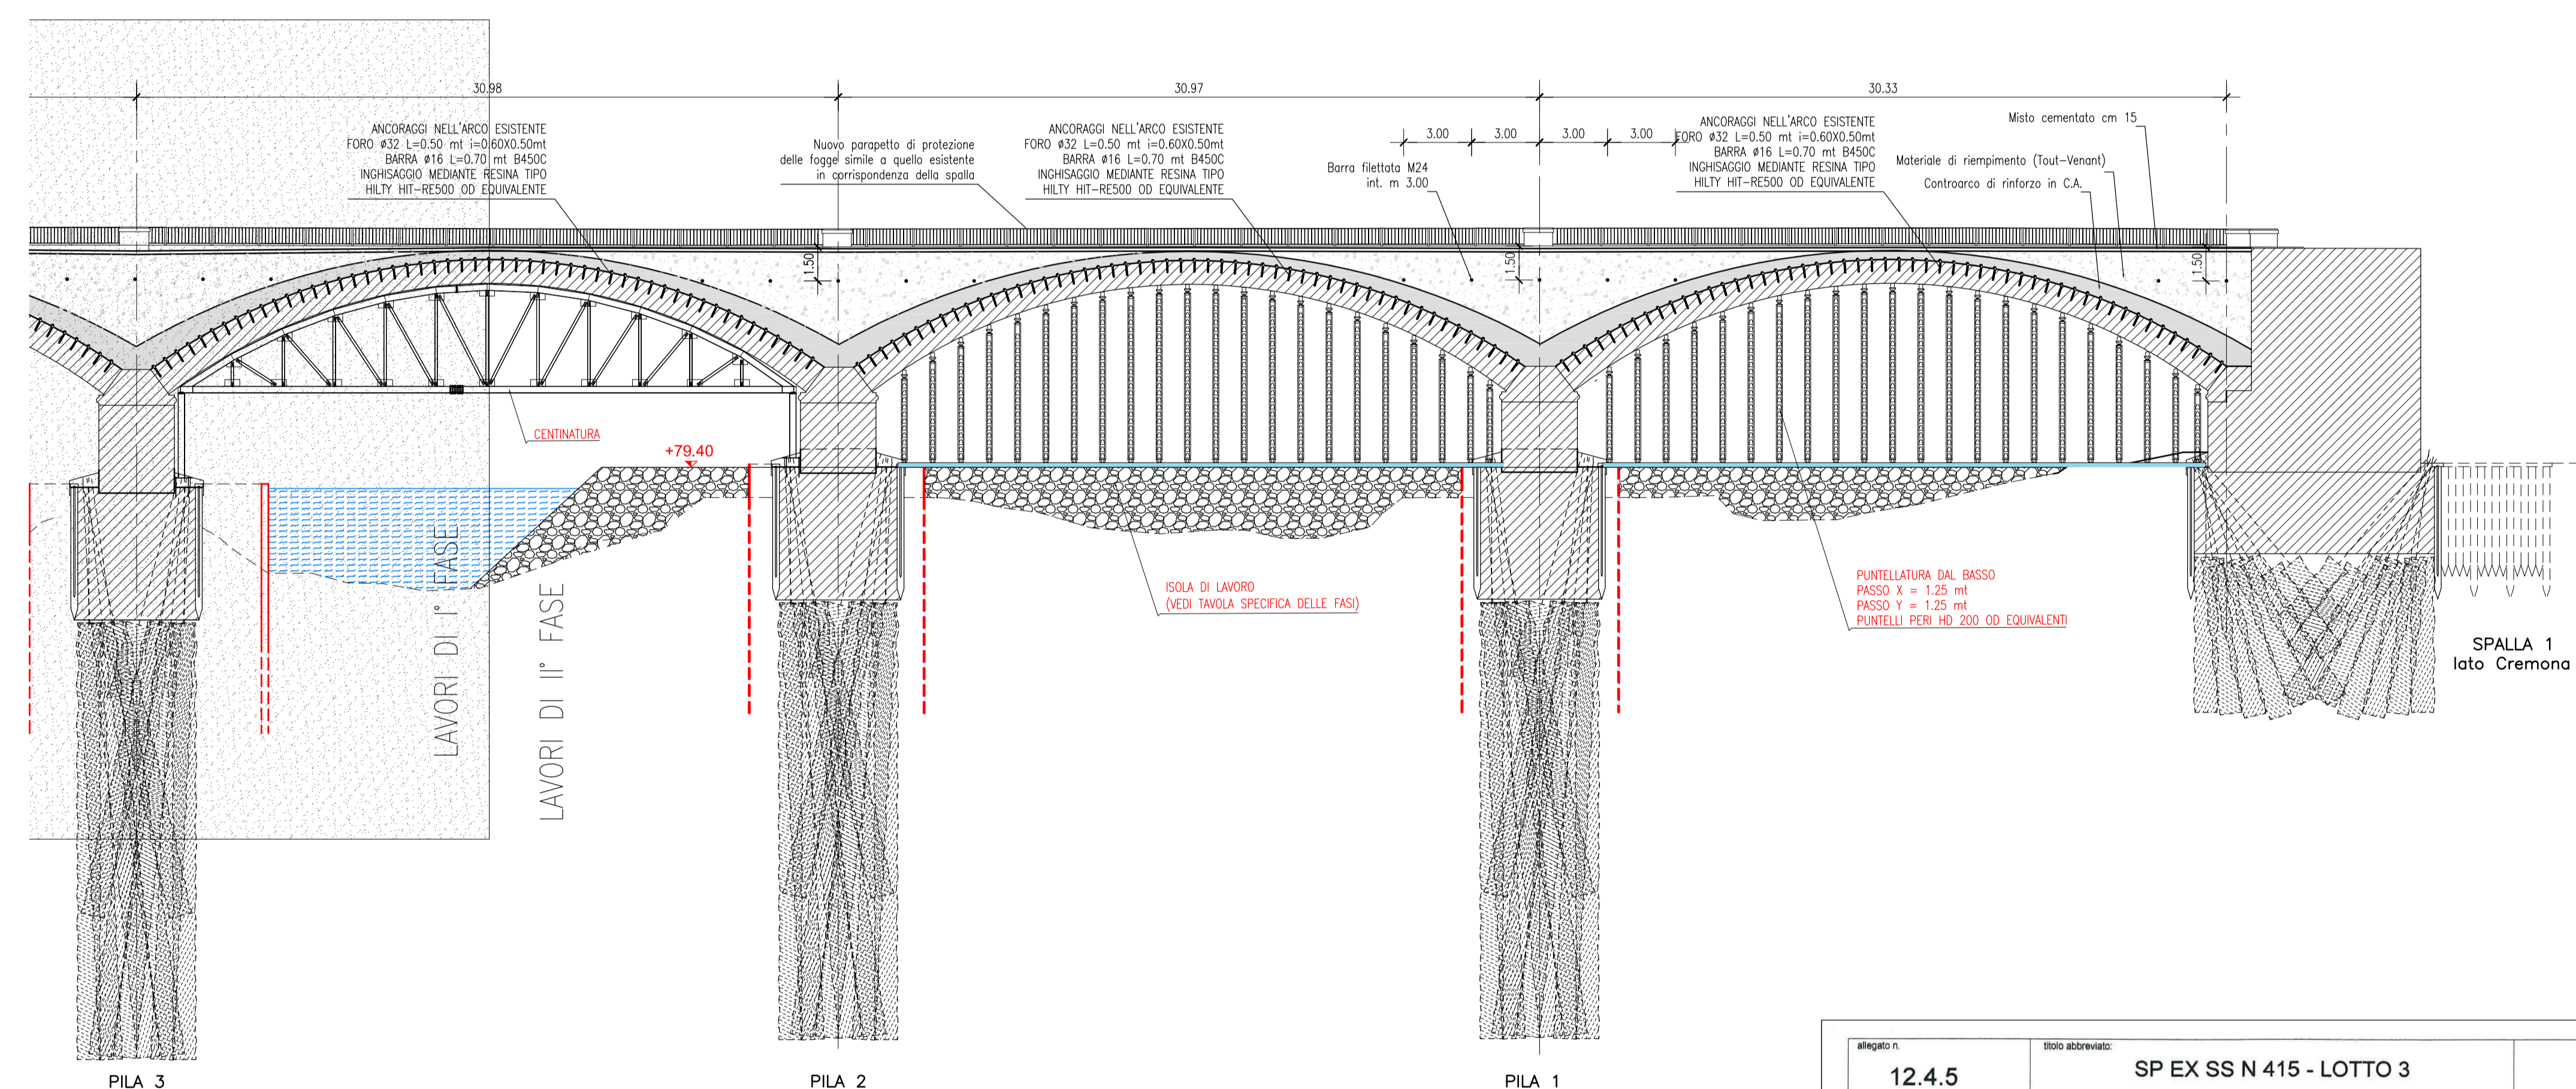 30.98
30.97
30.33
ANCORAGGI NELL'ARCO ESISTENTE
FORO ø32 L=0.50 mt i=0.60X0.50mt
BARRA ø16 L=0.70 mt B450C
INGHISAGGIO MEDIANTE RESINA TIPO
HILTY HIT-RE500 OD EQUIVALENTE
Nuovo parapetto di protezione
delle fogge simile a quello esistente
in corrispondenza della spalla
ANCORAGGI NELL'ARCO ESISTENTE
FORO ø32 L=0.50 mt i=0.60X0.50mt
BARRA ø16 L=0.70 mt B450C
INGHISAGGIO MEDIANTE RESINA TIPO
HILTY HIT-RE500 OD EQUIVALENTE
3.00
3.00
3.00
3.00
Barra filettata M24
int. m 3.00
ANCORAGGI NELL'ARCO ESISTENTE
FORO ø32 L=0.50 mt i=0.60X0.50mt
BARRA ø16 L=0.70 mt B450C
INGHISAGGIO MEDIANTE RESINA TIPO
HILTY HIT-RE500 OD EQUIVALENTE
Misto cementato cm 15
Materiale di riempimento (Tout-Venant)
Controarco di rinforzo in C.A.
1.50
1.50
1.50
CENTINATURA
+79.40
LAVORI DI I° FASE
LAVORI DI II° FASE
ISOLA DI LAVORO
(VEDI TAVOLA SPECIFICA DELLE FASI)
PUNTELLATURA DAL BASSO
PASSO X = 1.25 mt
PASSO Y = 1.25 mt
PUNTELLI PERI HD 200 OD EQUIVALENTI
SPALLA 1
lato Cremona
PILA 3
PILA 2
PILA 1
allegato n.
12.4.5
titolo abbreviato:
SP EX SS N 415 - LOTTO 3